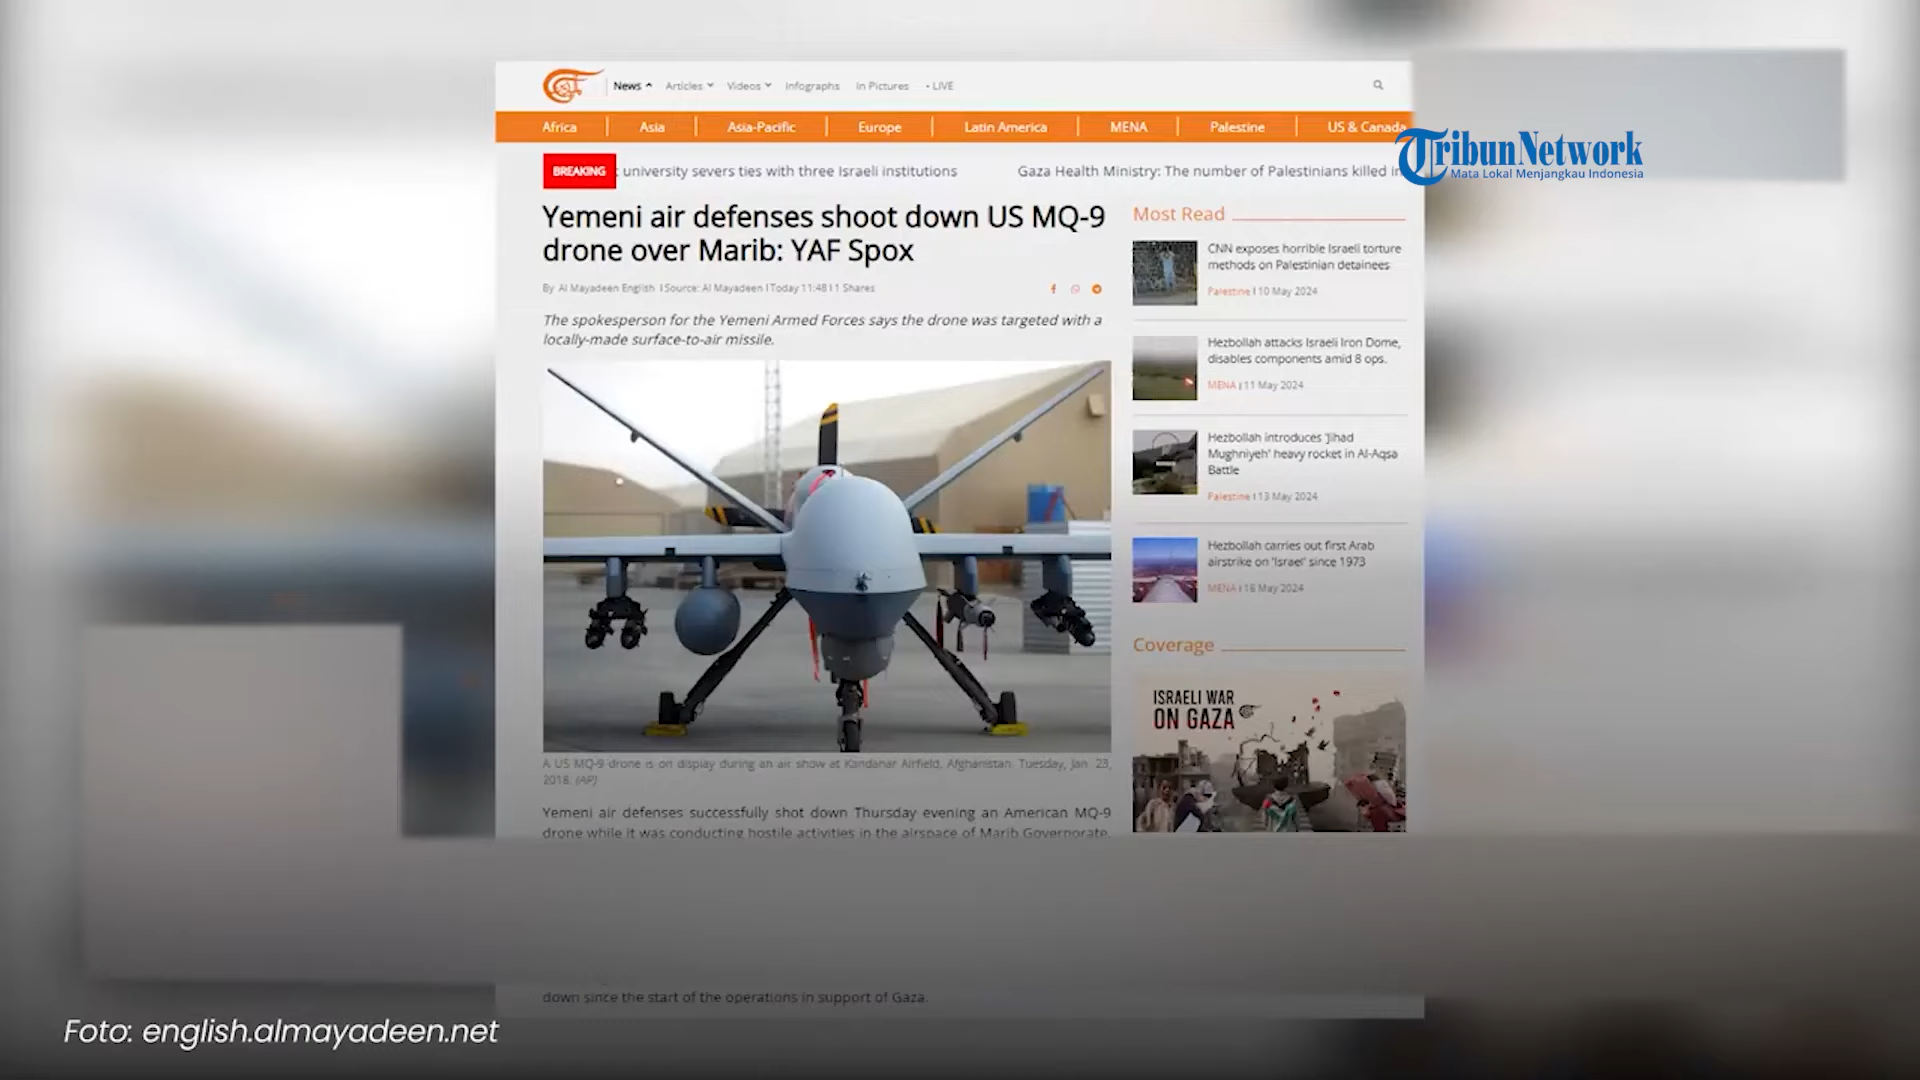 News Articles Videos Infographs In Pictures • LIVE
Africa Asia Asia-Pacific Europe Latin America MENA Palestine US & Canada
TribunNetwork
Mata Lokal Menjangkau Indonesia
BREAKING university severs ties with three Israeli institutions Gaza Health Ministry: The number of Palestinians killed in
Yemeni air defenses shoot down US MQ-9
drone over Marib: YAF Spox
By Al Mayadeen English | Source: Al Mayadeen | Today 11:48 | 1 Shares
The spokesperson for the Yemeni Armed Forces says the drone was targeted with a
locally-made surface-to-air missile.
A US MQ-9 drone is on display during an air show at Kandahar Airfield, Afghanistan. Tuesday, Jan. 23,
2018. (AP)
Yemeni air defenses successfully shot down Thursday evening an American MQ-9
drone while it was conducting hostile activities in the airspace of Marib Governorate,
down since the start of the operations in support of Gaza.
Most Read
CNN exposes horrible Israeli torture
methods on Palestinian detainees
Palestine | 10 May 2024
Hezbollah attacks Israeli Iron Dome,
disables components amid 8 ops.
MENA | 11 May 2024
Hezbollah introduces 'Jihad
Mughniyeh' heavy rocket in Al-Aqsa
Battle
Palestine | 13 May 2024
Hezbollah carries out first Arab
airstrike on 'Israel' since 1973
MENA | 16 May 2024
Coverage
ISRAELI WAR
ON GAZA
Foto: english.almayadeen.net